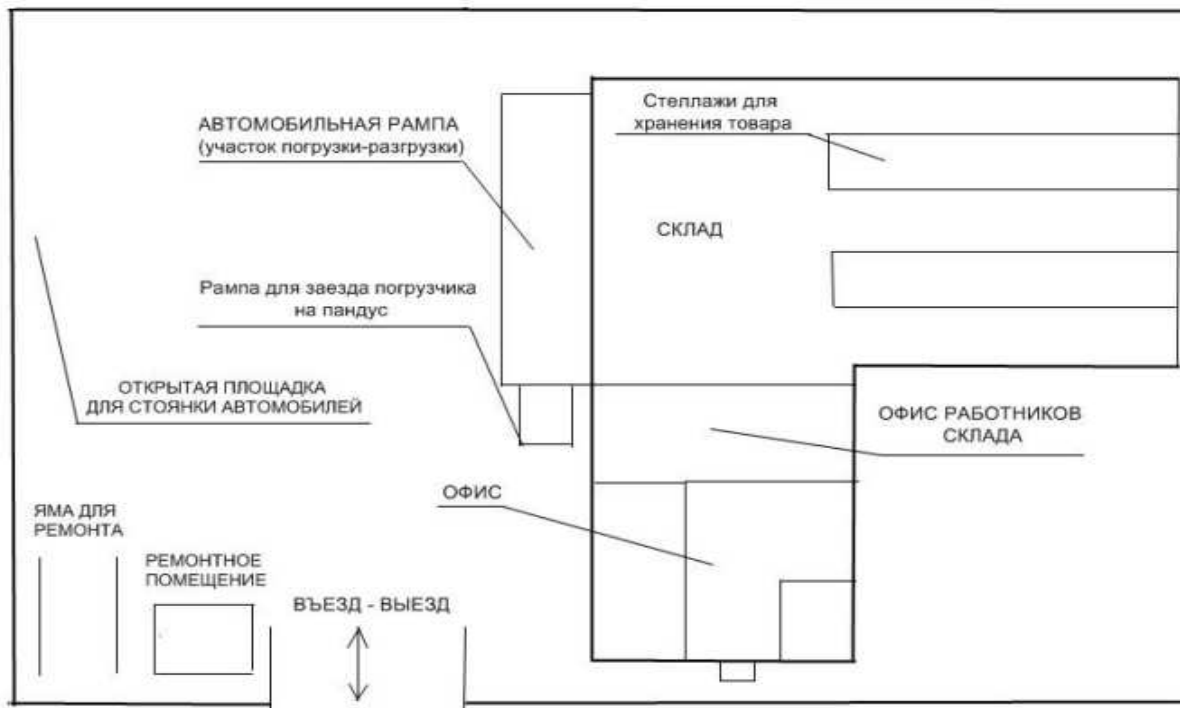 Стеллажи для
хранения товара
АВТОМОБИЛЬНАЯ РАМПА
(участок погрузки-разгрузки)
СКЛАД
Рампа для заезда погрузчика
на пандус
ОТКРЫТАЯ ПЛОЩАДКА
ДЛЯ СТОЯНКИ АВТОМОБИЛЕЙ
ОФИС РАБОТНИКОВ
СКЛАДА
ОФИС
ЯМА ДЛЯ
РЕМОНТА
РЕМОНТНОЕ
ПОМЕЩЕНИЕ
ВЪЕЗД - ВЫЕЗД